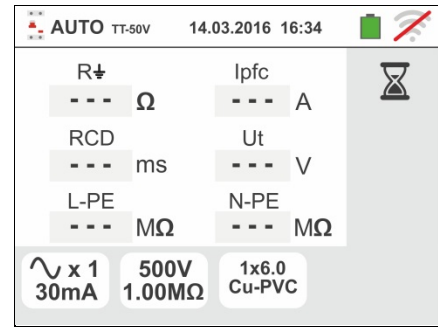 AUTO TT-50V 14.03.2016 16:34
R⏚ Ipfc
- - - Ω - - - A
RCD Ut
- - - ms - - - V
L-PE N-PE
- - - MΩ - - - MΩ
∿ x 1 500V 1x6.0
30mA 1.00MΩ Cu-PVC